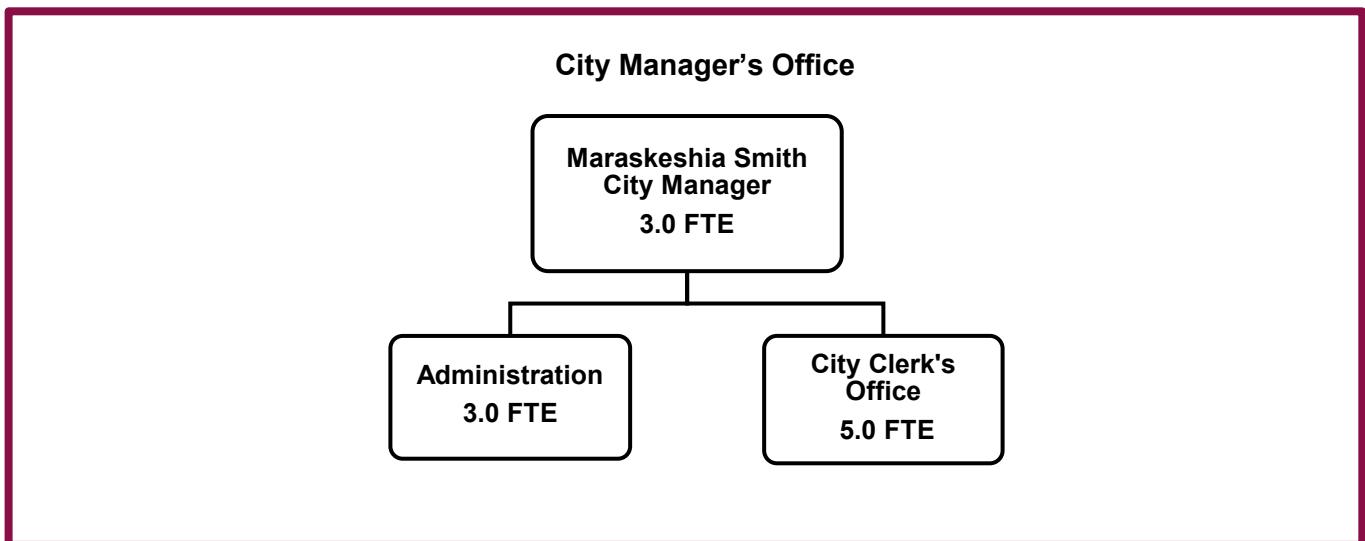 City Manager’s Office
Maraskeshia Smith
City Manager
3.0 FTE
Administration
3.0 FTE
City Clerk's
Office
5.0 FTE